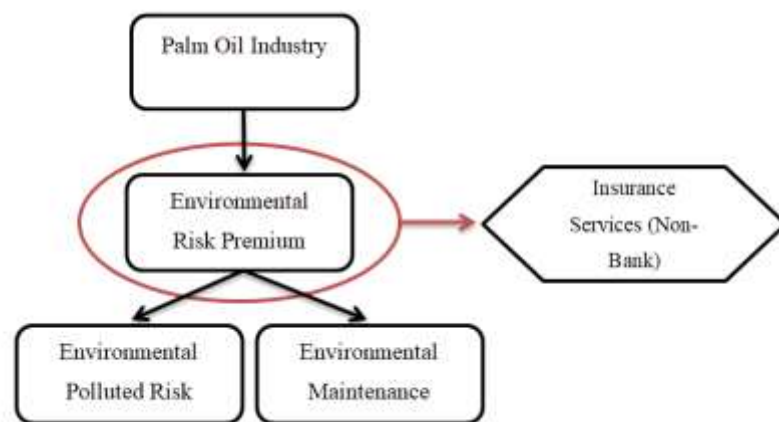 Palm Oil Industry
Environmental
Risk Premium
Insurance
Services (Non-
Bank)
Environmental
Polluted Risk
Environmental
Maintenance